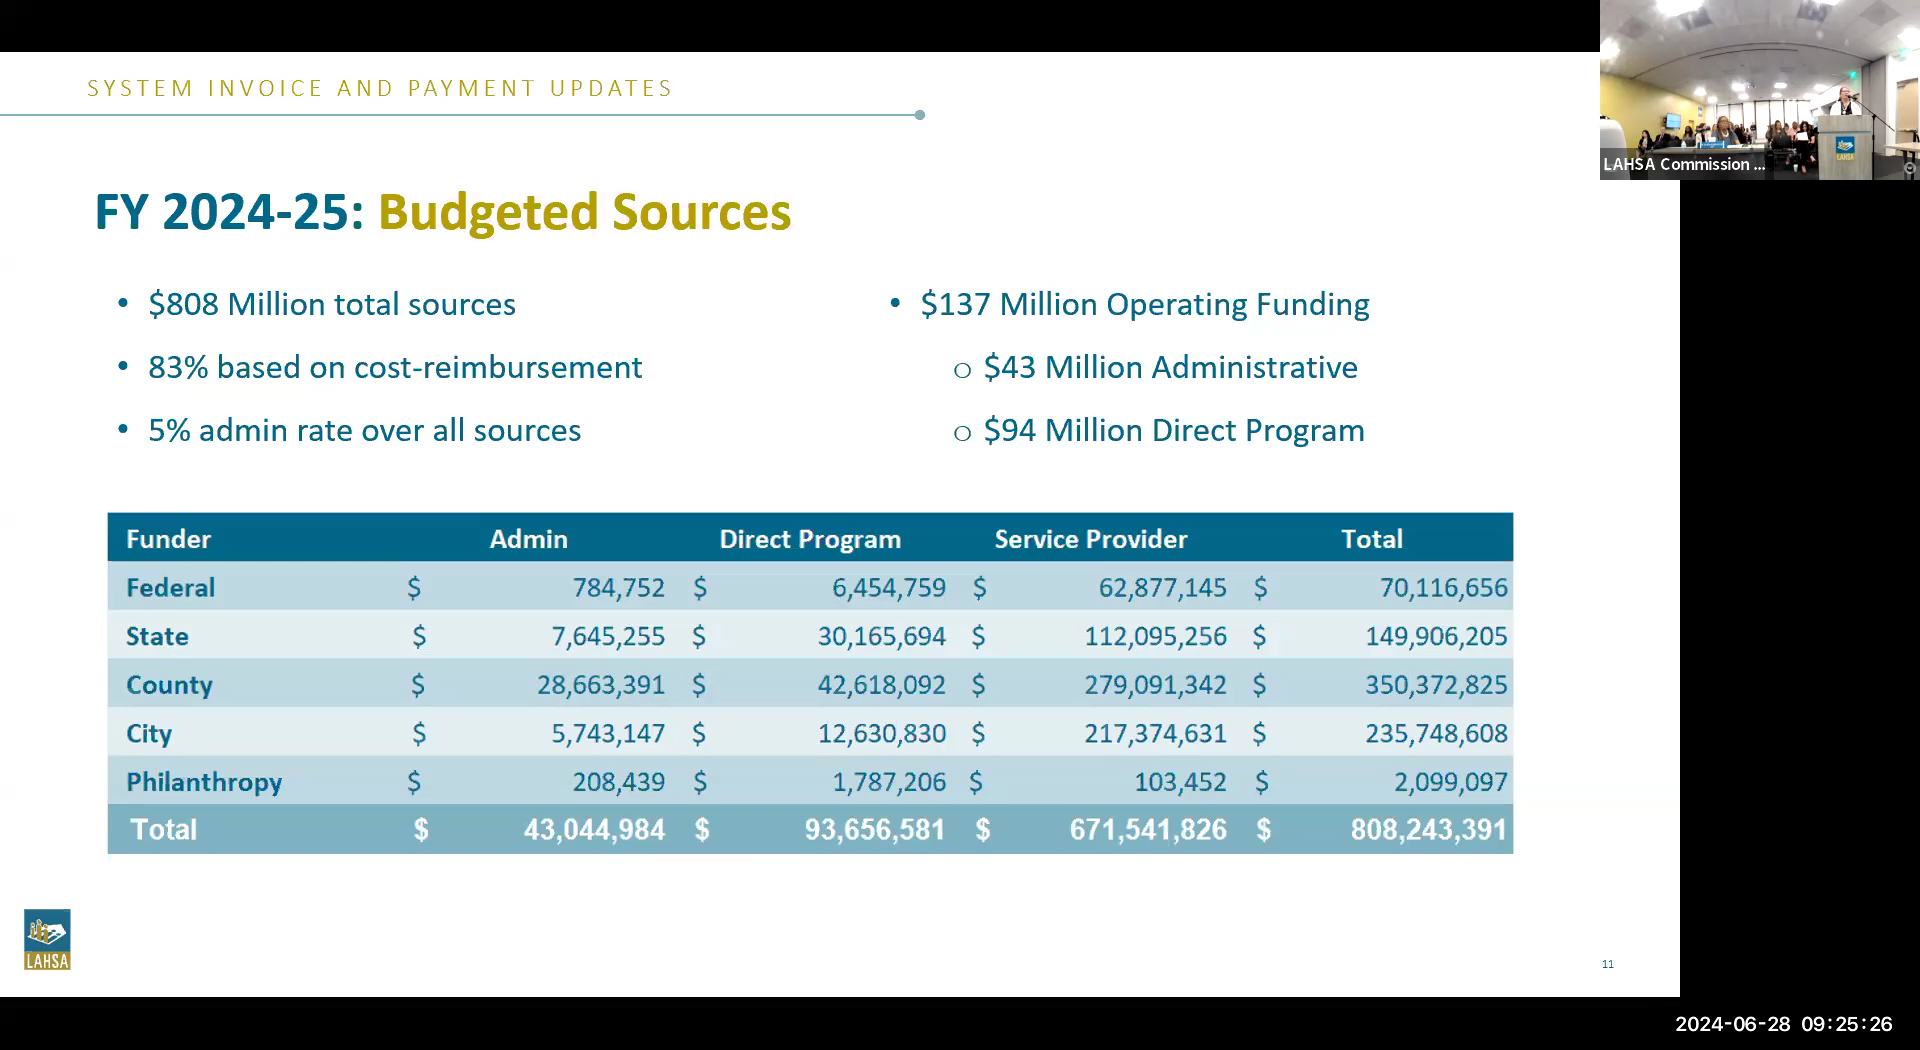 SYSTEM INVOICE AND PAYMENT UPDATES
LAHSA Commission ...
LAHSA
FY 2024-25: Budgeted Sources
• $808 Million total sources
• 83% based on cost-reimbursement
• 5% admin rate over all sources
• $137 Million Operating Funding
o $43 Million Administrative
o $94 Million Direct Program
Funder Admin Direct Program Service Provider Total
Federal $ 784,752 $ 6,454,759 $ 62,877,145 $ 70,116,656
State $ 7,645,255 $ 30,165,694 $ 112,095,256 $ 149,906,205
County $ 28,663,391 $ 42,618,092 $ 279,091,342 $ 350,372,825
City $ 5,743,147 $ 12,630,830 $ 217,374,631 $ 235,748,608
Philanthropy $ 208,439 $ 1,787,206 $ 103,452 $ 2,099,097
Total $ 43,044,984 $ 93,656,581 $ 671,541,826 $ 808,243,391
LAHSA
11
2024-06-28 09:25:26